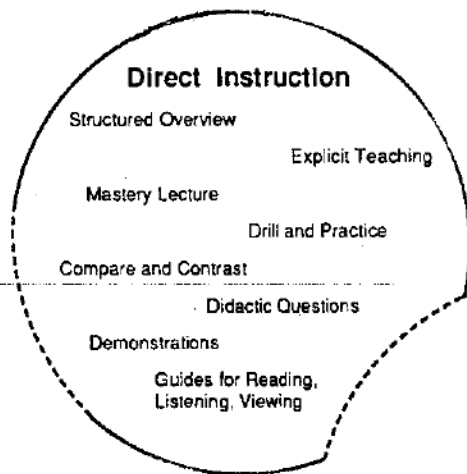 Direct Instruction
Structured Overview
Explicit Teaching
Mastery Lecture
Drill and Practice
Compare and Contrast
Didactic Questions
Demonstrations
Guides for Reading,
Listening, Viewing